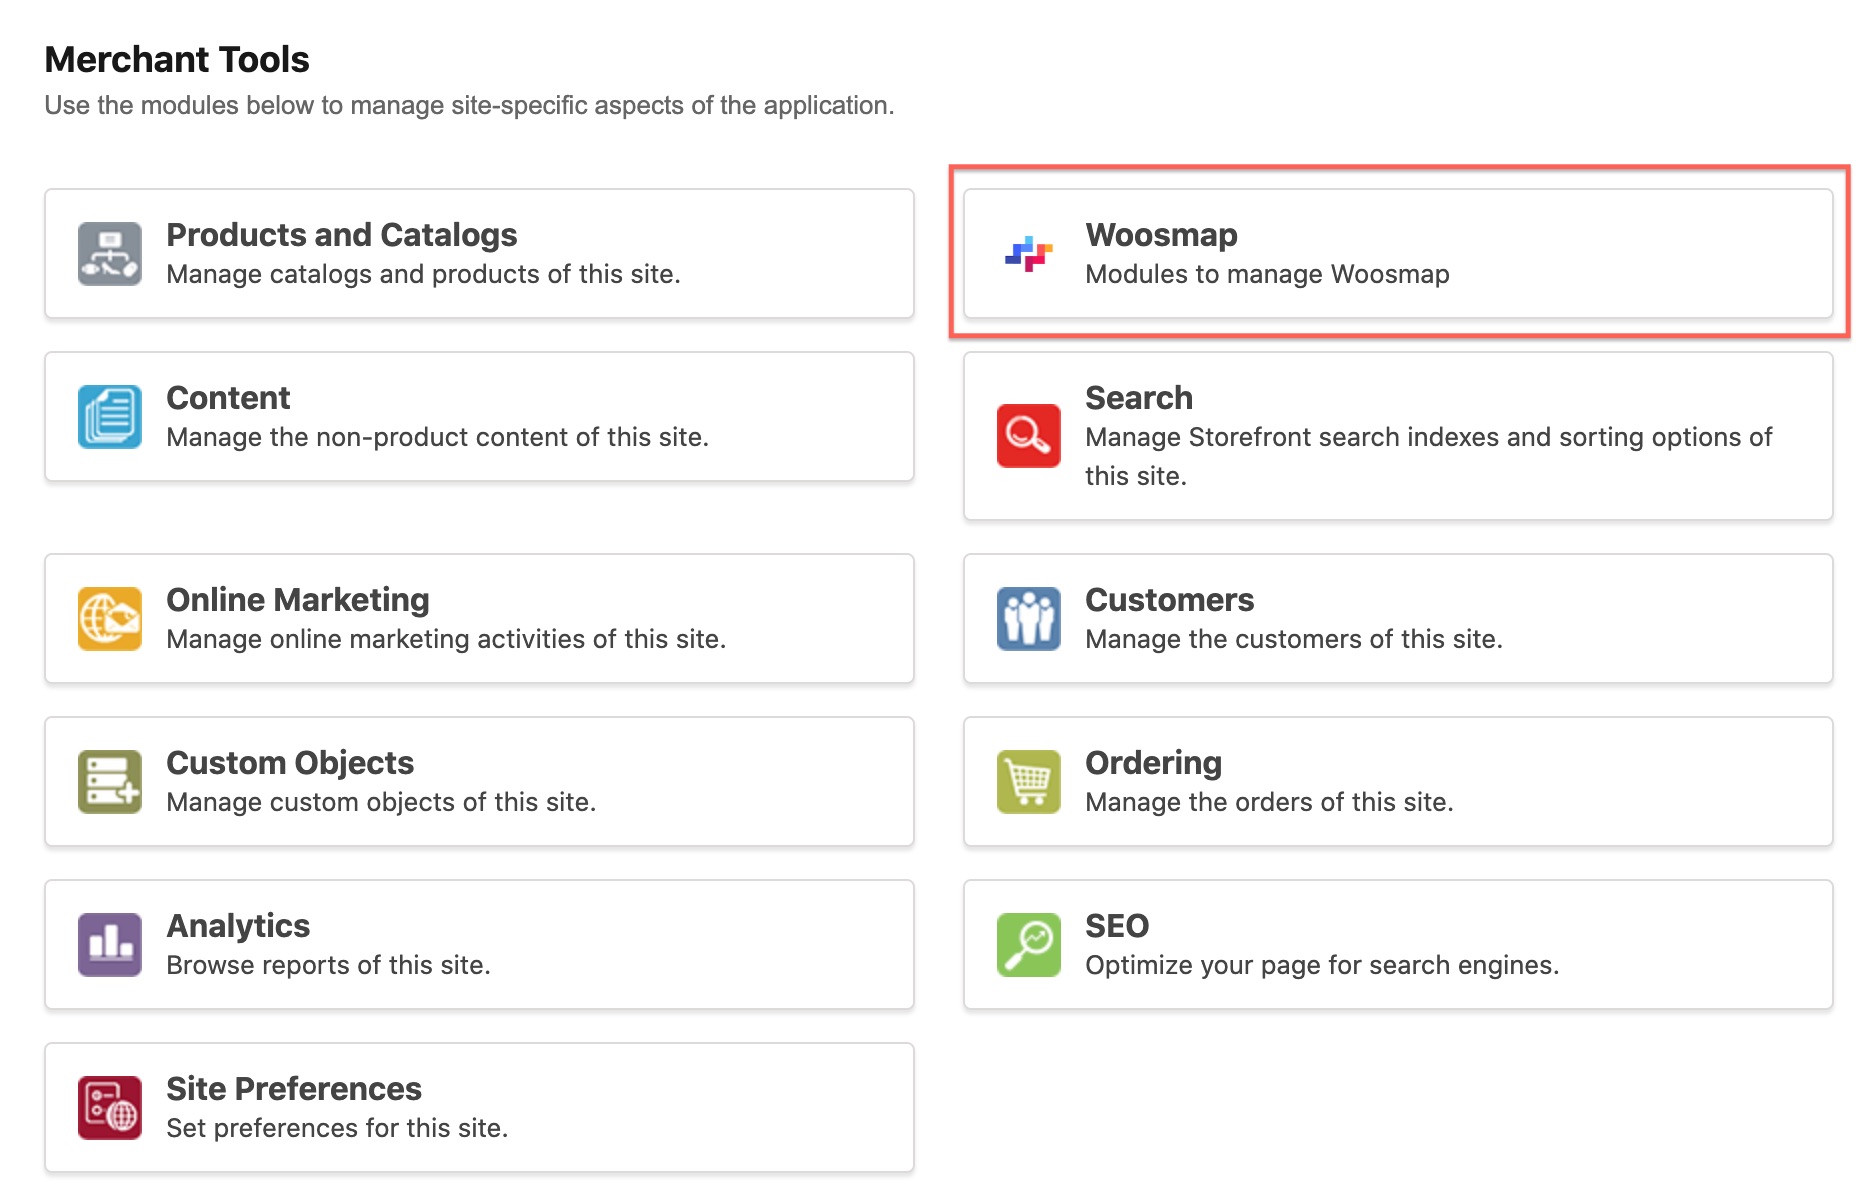 Merchant Tools
Use the modules below to manage site-specific aspects of the application.
Products and Catalogs
Manage catalogs and products of this site.
Woosmap
Modules to manage Woosmap
Content
Manage the non-product content of this site.
Search
Manage Storefront search indexes and sorting options of
this site.
Online Marketing
Manage online marketing activities of this site.
Customers
Manage the customers of this site.
Custom Objects
Manage custom objects of this site.
Ordering
Manage the orders of this site.
Analytics
Browse reports of this site.
SEO
Optimize your page for search engines.
Site Preferences
Set preferences for this site.